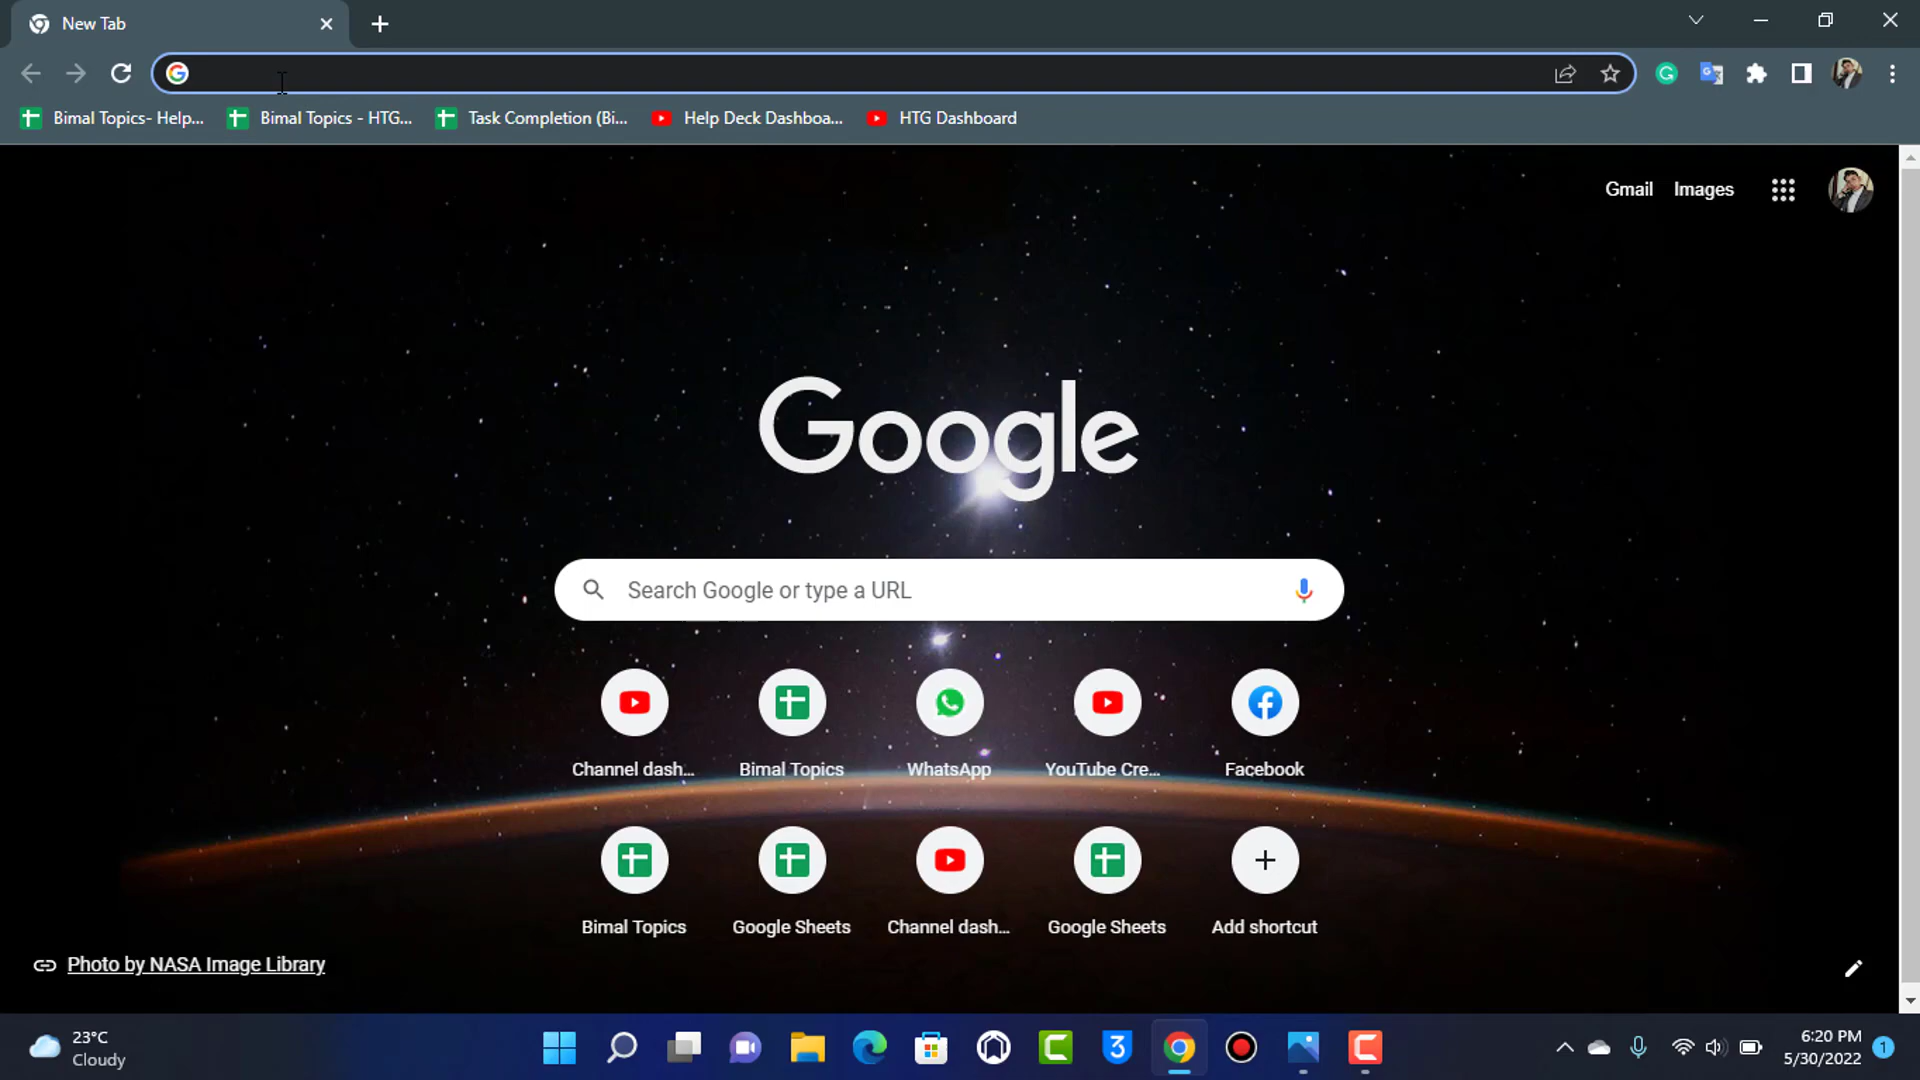 New Tab
Bimal Topics- Help...
Bimal Topics - HTG...
Task Completion (Bi...
Help Deck Dashboa...
HTG Dashboard
Gmail
Images
Google
Search Google or type a URL
Channel dash...
Bimal Topics
WhatsApp
YouTube Cre...
Facebook
Bimal Topics
Google Sheets
Channel dash...
Google Sheets
Add shortcut
Photo by NASA Image Library
23°C
Cloudy
6:20 PM
5/30/2022
1